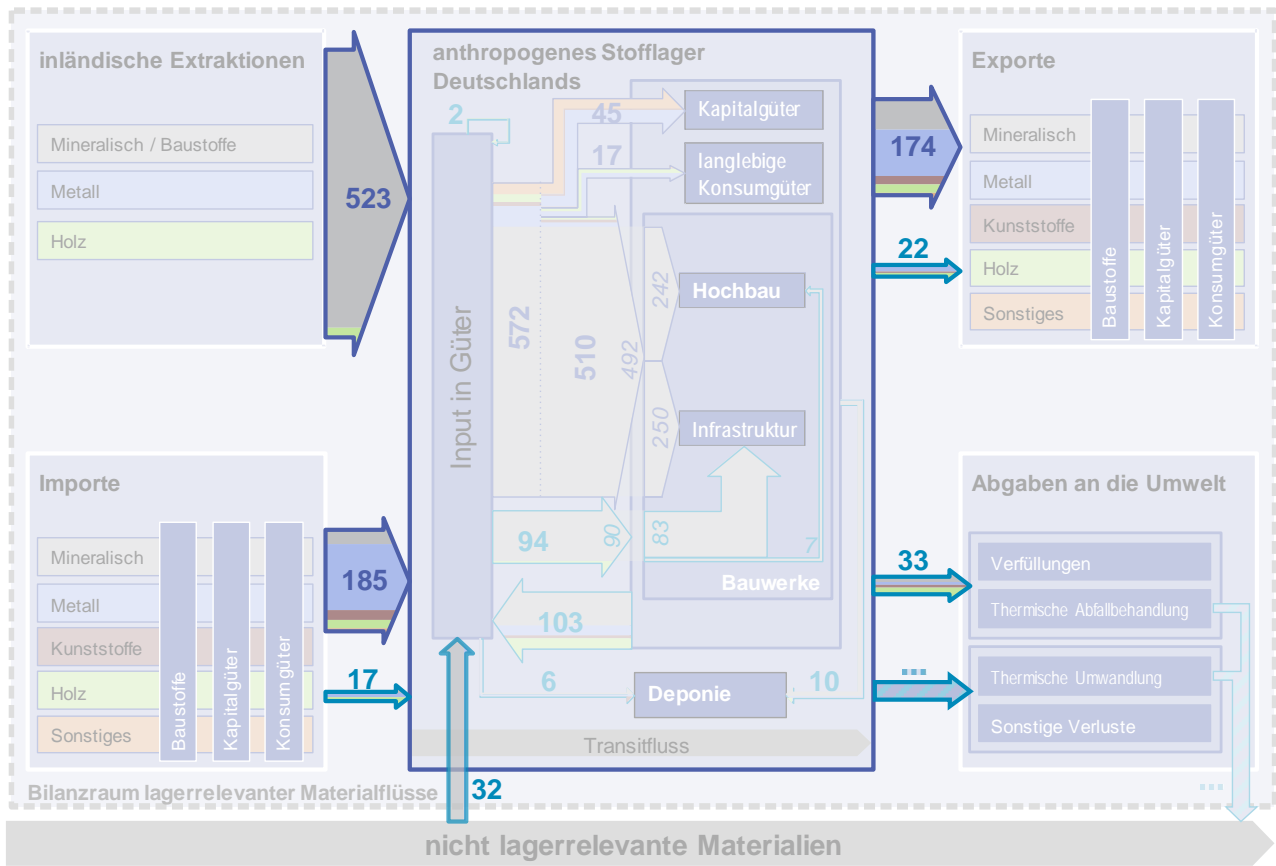 inländische Extraktionen
Mineralisch / Baustoffe
Metall
Holz
523
Importe
Mineralisch
Metall
Kunststoffe
Holz
Sonstiges
Baustoffe
Kapitalgüter
Konsumgüter
185
17
anthropogenes Stofflager
Deutschlands
2
Input in Güter
45
Kapitalgüter
17
langlebige
Konsumgüter
572
510
492
242
Hochbau
250
Infrastruktur
94
90
83
7
Bauwerke
103
6
Deponie
10
Transitfluss
32
174
22
33
...
Exporte
Mineralisch
Metall
Kunststoffe
Holz
Sonstiges
Baustoffe
Kapitalgüter
Konsumgüter
Abgaben an die Umwelt
Verfüllungen
Thermische Abfallbehandlung
Thermische Umwandlung
Sonstige Verluste
...
Bilanzraum lagerrelevanter Materialflüsse
nicht lagerrelevante Materialien